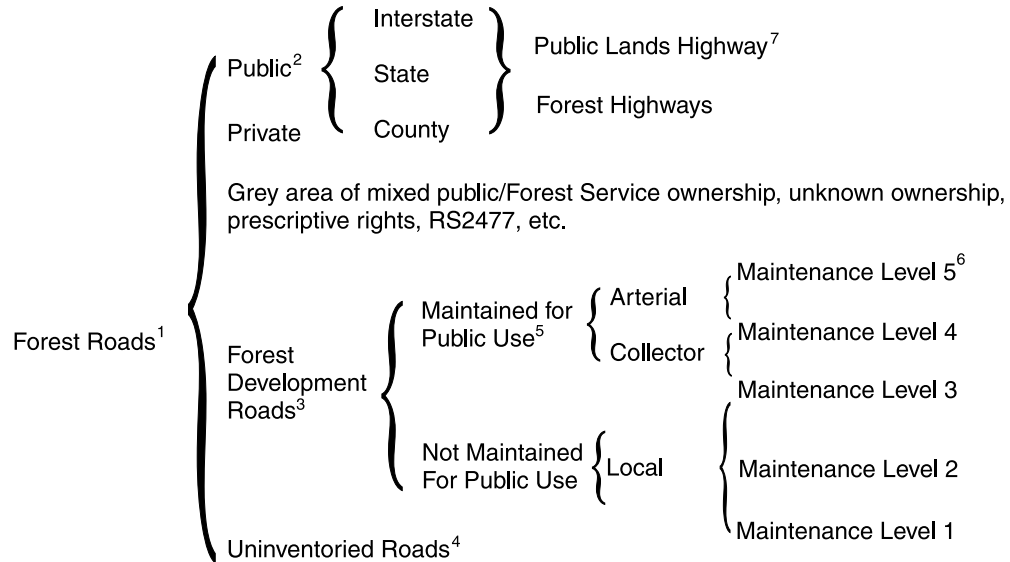 Forest Roads¹
Public²
Interstate
State
County
Public Lands Highway⁷
Forest Highways
Private
Grey area of mixed public/Forest Service ownership, unknown ownership,
prescriptive rights, RS2477, etc.
Forest
Development
Roads³
Maintained for
Public Use⁵
Arterial
Collector
Maintenance Level 5⁶
Maintenance Level 4
Maintenance Level 3
Not Maintained
For Public Use
Local
Maintenance Level 2
Maintenance Level 1
Uninventoried Roads⁴